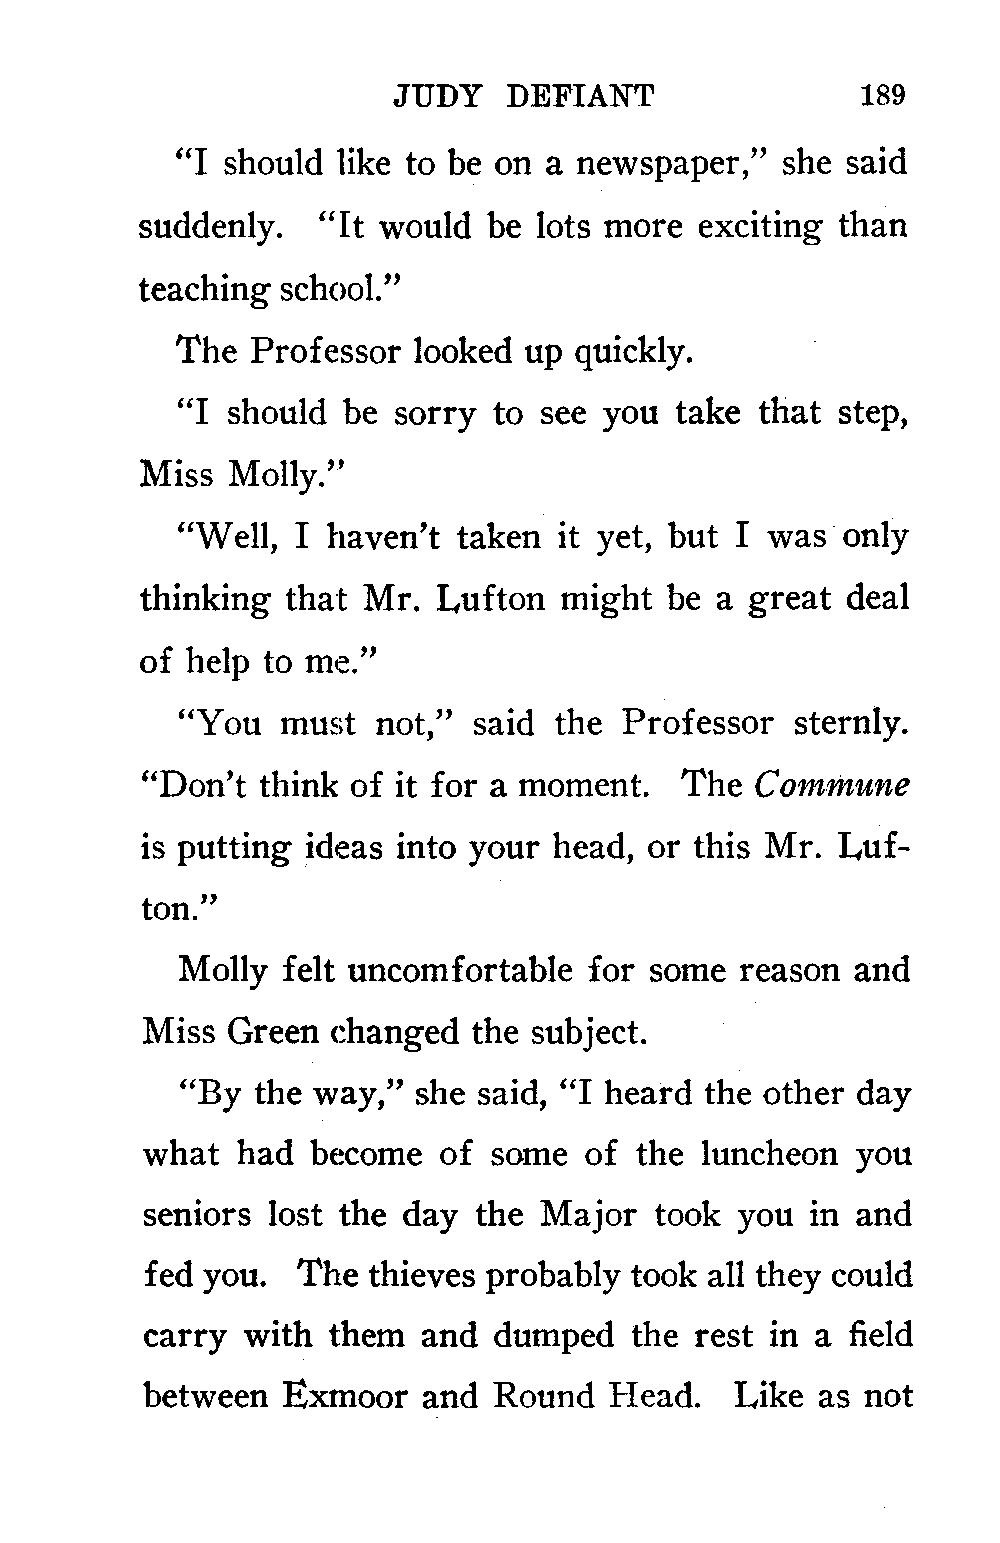 JUDY DEFIANT 189
“I should like to be on a newspaper,” she said
suddenly. “It would be lots more exciting than
teaching school.”
The Professor looked up quickly.
“I should be sorry to see you take that step,
Miss Molly.”
“Well, I haven’t taken it yet, but I was only
thinking that Mr. Lufton might be a great deal
of help to me.”
“You must not,” said the Professor sternly.
“Don’t think of it for a moment. The Commune
is putting ideas into your head, or this Mr. Luf-
ton.”
Molly felt uncomfortable for some reason and
Miss Green changed the subject.
“By the way,” she said, “I heard the other day
what had become of some of the luncheon you
seniors lost the day the Major took you in and
fed you. The thieves probably took all they could
carry with them and dumped the rest in a field
between Exmoor and Round Head. Like as not